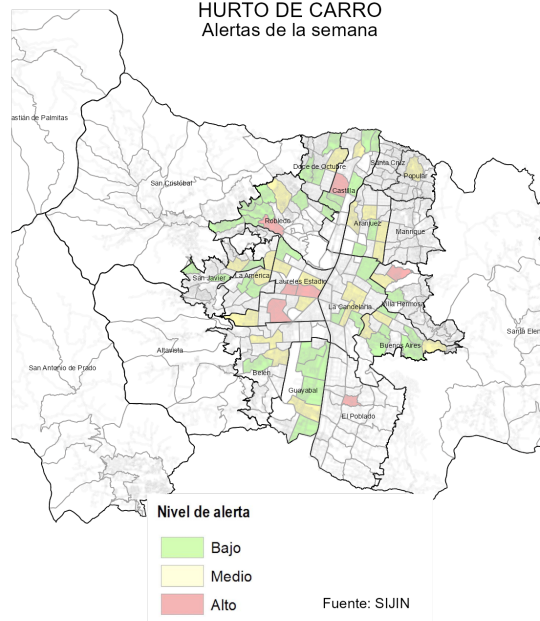 HURTO DE CARRO
Alertas de la semana
astián de Palmitas
Doce de Octubre
Santa Cruz
Popular
San Cristóbal
Castilla
Robledo
Aranjuez
Manrique
San Javier
La América
Laureles Estadio
La Candelaria
Villa Hermosa
Santa Elen
Altavista
Buenos Aires
San Antonio de Prado
Belén
Guayabal
El Poblado
Nivel de alerta
Bajo
Medio
Alto
Fuente: SIJIN